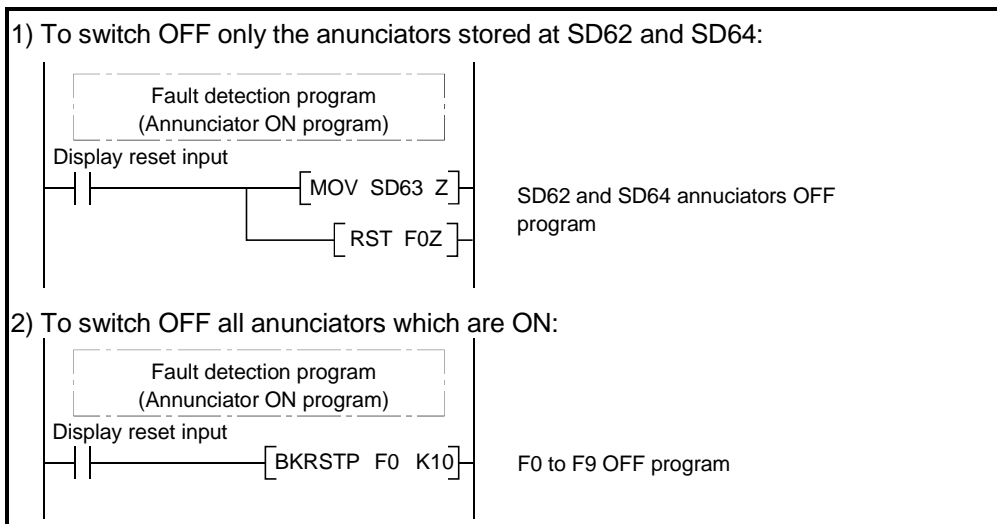 1) To switch OFF only the anunciators stored at SD62 and SD64:
Fault detection program
(Annunciator ON program)
Display reset input
MOV SD63 Z
SD62 and SD64 annuciators OFF
program
RST F0Z
2) To switch OFF all anunciators which are ON:
Fault detection program
(Annunciator ON program)
Display reset input
BKRSTP F0 K10
F0 to F9 OFF program